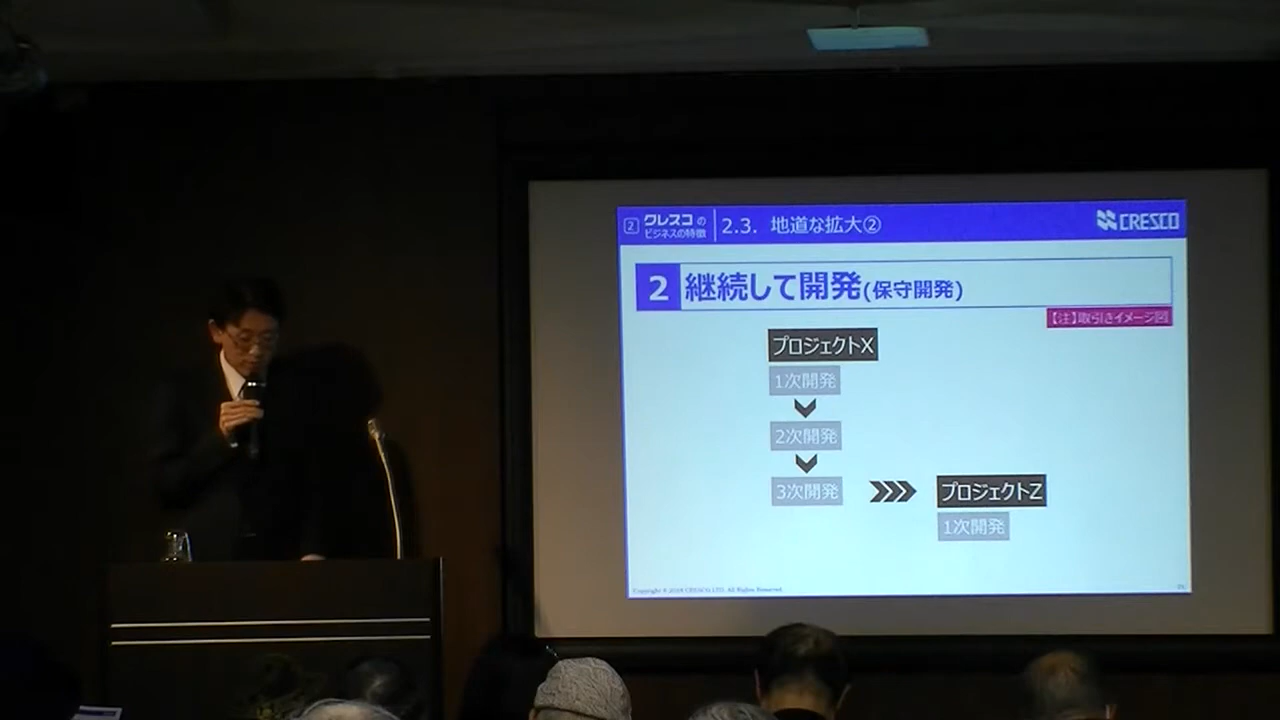 2 クレスコの
ビジネスの特徴
2.3. 地道な拡大②
CRESCO
2 継続して開発(保守開発)
【注】取引きイメージ図
プロジェクトX
1次開発
2次開発
3次開発
プロジェクトZ
1次開発